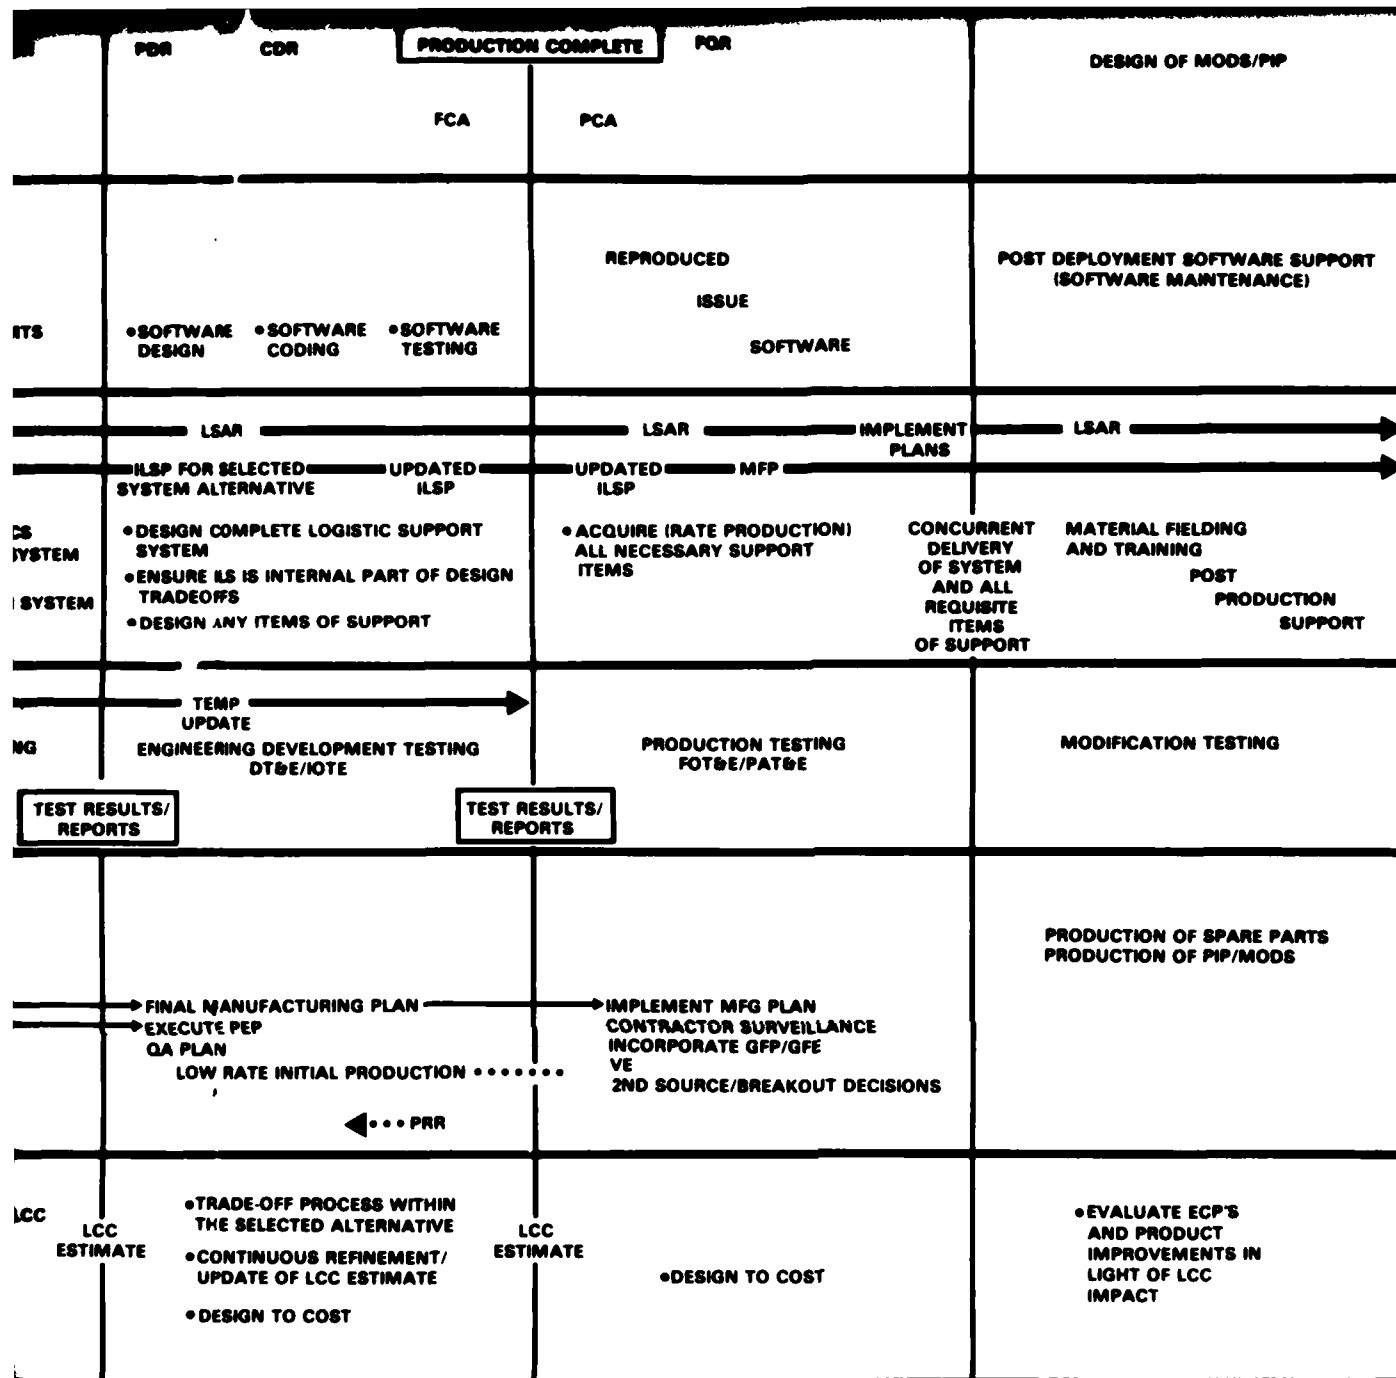 PDR
CDR
PRODUCTION COMPLETE
FQR
DESIGN OF MODS/PIP
FCA
PCA
REPRODUCED
ISSUE
SOFTWARE
POST DEPLOYMENT SOFTWARE SUPPORT
(SOFTWARE MAINTENANCE)
ITS
•SOFTWARE
DESIGN
•SOFTWARE
CODING
•SOFTWARE
TESTING
LSAR
LSAR
IMPLEMENT
PLANS
LSAR
ILSP FOR SELECTED
SYSTEM ALTERNATIVE
UPDATED
ILSP
UPDATED
ILSP
MFP
CS
SYSTEM
SYSTEM
•DESIGN COMPLETE LOGISTIC SUPPORT
SYSTEM
•ENSURE ILS IS INTERNAL PART OF DESIGN
TRADEOFFS
•DESIGN ANY ITEMS OF SUPPORT
•ACQUIRE (RATE PRODUCTION)
ALL NECESSARY SUPPORT
ITEMS
CONCURRENT
DELIVERY
OF SYSTEM
AND ALL
REQUISITE
ITEMS
OF SUPPORT
MATERIAL FIELDING
AND TRAINING
POST
PRODUCTION
SUPPORT
TEMP
UPDATE
NG
ENGINEERING DEVELOPMENT TESTING
DT&E/IOTE
PRODUCTION TESTING
FOT&E/PAT&E
MODIFICATION TESTING
TEST RESULTS/
REPORTS
TEST RESULTS/
REPORTS
PRODUCTION OF SPARE PARTS
PRODUCTION OF PIP/MODS
FINAL MANUFACTURING PLAN
EXECUTE PEP
QA PLAN
LOW RATE INITIAL PRODUCTION •••••••
•••PRR
IMPLEMENT MFG PLAN
CONTRACTOR SURVEILLANCE
INCORPORATE GFP/GFE
VE
2ND SOURCE/BREAKOUT DECISIONS
LCC
LCC
ESTIMATE
•TRADE-OFF PROCESS WITHIN
THE SELECTED ALTERNATIVE
•CONTINUOUS REFINEMENT/
UPDATE OF LCC ESTIMATE
•DESIGN TO COST
LCC
ESTIMATE
•DESIGN TO COST
•EVALUATE ECP'S
AND PRODUCT
IMPROVEMENTS IN
LIGHT OF LCC
IMPACT